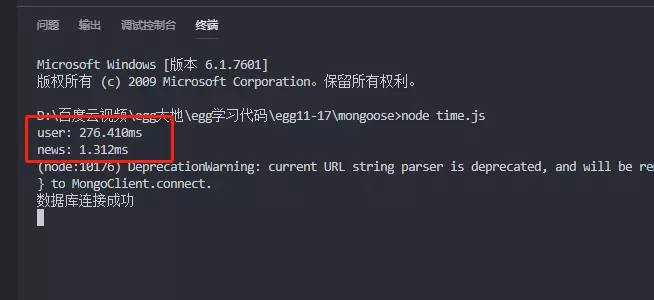 问题 输出 调试控制台 终端
Microsoft Windows [版本 6.1.7601]
版权所有 (c) 2009 Microsoft Corporation。保留所有权利。
D:\百度云视频\egg大地\egg学习代码\egg11-17\mongoose>node time.js
user: 276.410ms
news: 1.312ms
(node:10176) DeprecationWarning: current URL string parser is deprecated, and will be re
} to MongoClient.connect.
数据库连接成功